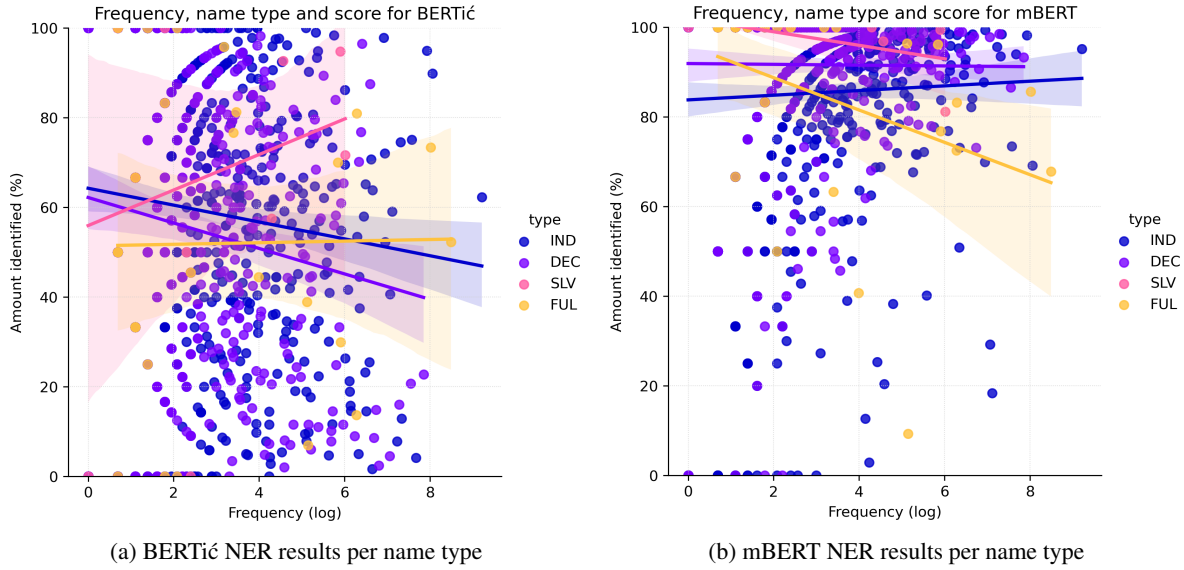 Frequency, name type and score for BERTić
100
80
60
40
20
0
Amount identified (%)
0 2 4 6 8
Frequency (log)
type
IND
DEC
SLV
FUL
(a) BERTić NER results per name type
Frequency, name type and score for mBERT
100
80
60
40
20
0
Amount identified (%)
0 2 4 6 8
Frequency (log)
type
IND
DEC
SLV
FUL
(b) mBERT NER results per name type